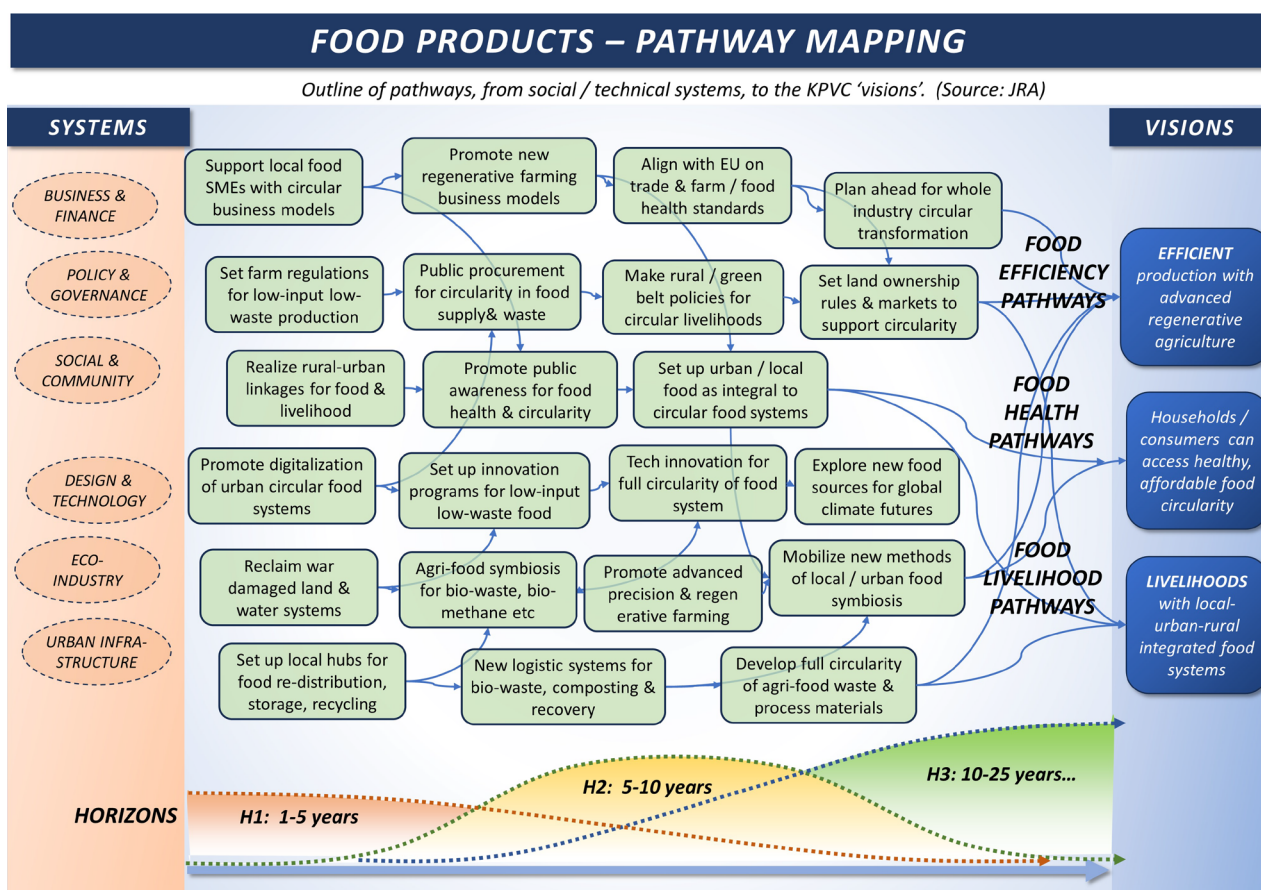 FOOD PRODUCTS – PATHWAY MAPPING
Outline of pathways, from social / technical systems, to the KPVC ‘visions’.  (Source: JRA)
SYSTEMS
VISIONS
BUSINESS &
FINANCE
Support local food
SMEs with circular
business models
Promote new
regenerative farming
business models
Align with EU on
trade & farm / food
health standards
Plan ahead for whole
industry circular
transformation
POLICY &
GOVERNANCE
Set farm regulations
for low-input low-
waste production
Public procurement
for circularity in food
supply& waste
Make rural / green
belt policies for
circular livelihoods
Set land ownership
rules & markets to
support circularity
FOOD
EFFICIENCY
PATHWAYS
EFFICIENT
production with
advanced
regenerative
agriculture
SOCIAL &
COMMUNITY
Realize rural-urban
linkages for food &
livelihood
Promote public
awareness for food
health & circularity
Set up urban / local
food as integral to
circular food systems
FOOD
HEALTH
PATHWAYS
Households /
consumers can
access healthy,
affordable food
circularity
DESIGN &
TECHNOLOGY
Promote digitalization
of urban circular food
systems
Set up innovation
programs for low-input
low-waste food
Tech innovation for
full circularity of food
system
Explore new food
sources for global
climate futures
ECO-
INDUSTRY
Reclaim war
damaged land &
water systems
Agri-food symbiosis
for bio-waste, bio-
methane etc
Promote advanced
precision & regen
erative farming
Mobilize new methods
of local / urban food
symbiosis
FOOD
LIVELIHOOD
PATHWAYS
LIVELIHOODS
with local-
urban-rural
integrated food
systems
URBAN INFRA-
STRUCTURE
Set up local hubs for
food re-distribution,
storage, recycling
New logistic systems for
bio-waste, composting &
recovery
Develop full circularity
of agri-food waste &
process materials
HORIZONS
H1:  1-5 years
H2:  5-10 years
H3: 10-25 years…